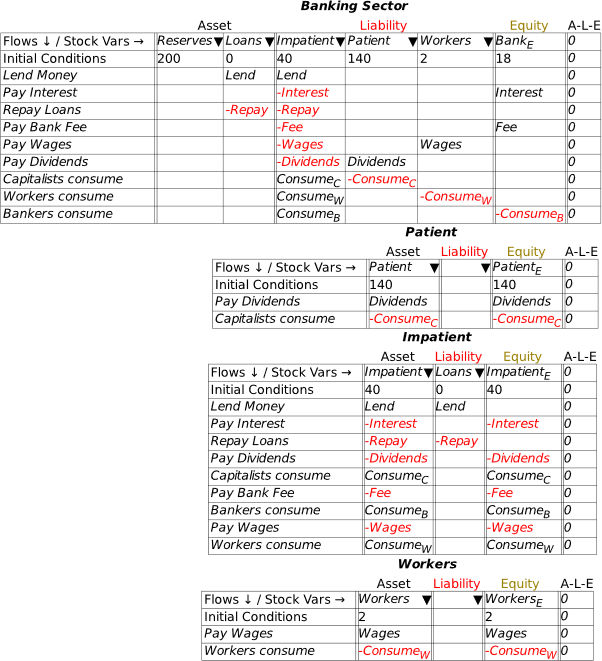 Banking Sector
Asset Liability Equity A-L-E
Flows ↓ / Stock Vars → Reserves▼ Loans▼ Impatient▼ Patient ▼ Workers ▼ Bank_E 0
Initial Conditions 200 0 40 140 2 18 0
Lend Money Lend Lend 0
Pay Interest -Interest Interest 0
Repay Loans -Repay -Repay 0
Pay Bank Fee -Fee Fee 0
Pay Wages -Wages Wages 0
Pay Dividends -Dividends Dividends 0
Capitalists consume Consume_C -Consume_C 0
Workers consume Consume_W -Consume_W 0
Bankers consume Consume_B -Consume_B 0
Patient
Asset Liability Equity A-L-E
Flows ↓ / Stock Vars → Patient ▼ ▼ Patient_E 0
Initial Conditions 140 140 0
Pay Dividends Dividends Dividends 0
Capitalists consume -Consume_C -Consume_C 0
Impatient
Asset Liability Equity A-L-E
Flows ↓ / Stock Vars → Impatient▼ Loans▼ Impatient_E 0
Initial Conditions 40 0 40 0
Lend Money Lend Lend 0
Pay Interest -Interest -Interest 0
Repay Loans -Repay -Repay 0
Pay Dividends -Dividends -Dividends 0
Capitalists consume Consume_C Consume_C 0
Pay Bank Fee -Fee -Fee 0
Bankers consume Consume_B Consume_B 0
Pay Wages -Wages -Wages 0
Workers consume Consume_W Consume_W 0
Workers
Asset Liability Equity A-L-E
Flows ↓ / Stock Vars → Workers ▼ ▼ Workers_E 0
Initial Conditions 2 2 0
Pay Wages Wages Wages 0
Workers consume -Consume_W -Consume_W 0